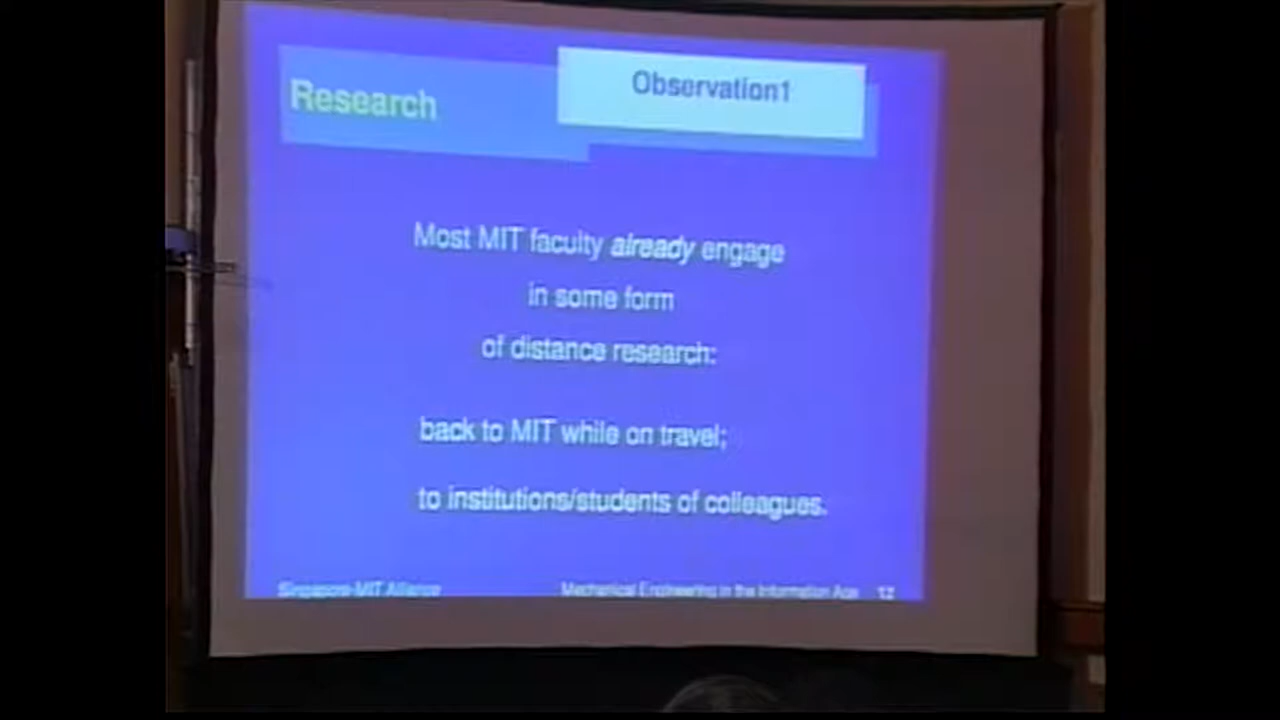 Research
Observation1
Most MIT faculty already engage
in some form
of distance research:
back to MIT while on travel;
to institutions/students of colleagues.
Singapore-MIT Alliance
Mechanical Engineering in the Information Age 12